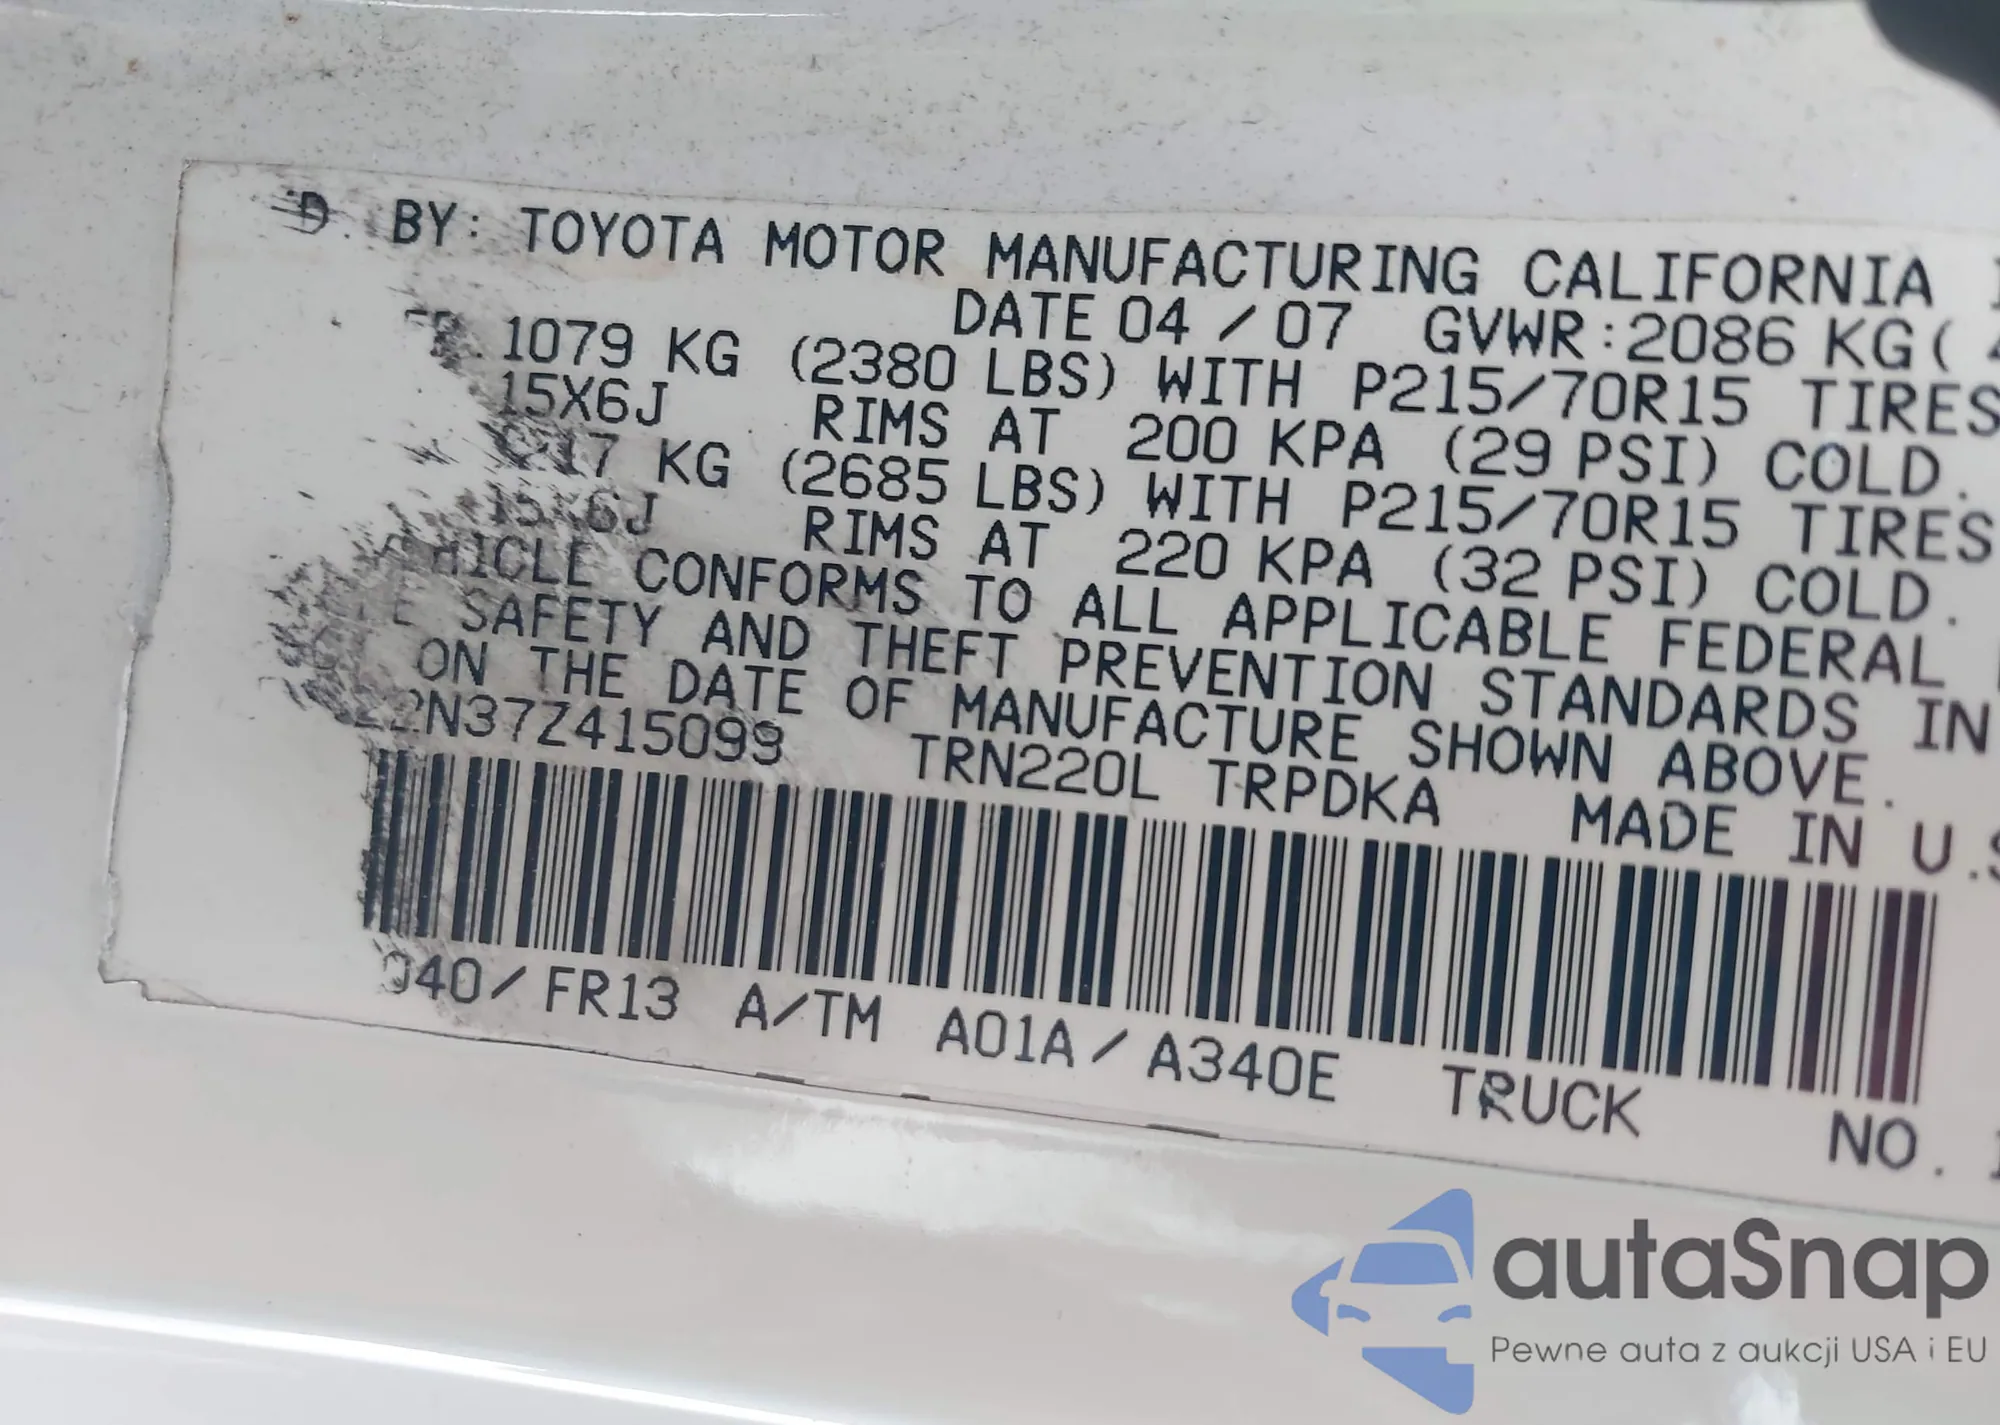 D. BY: TOYOTA MOTOR MANUFACTURING CALIFORNIA
DATE 04 / 07 GVWR:2086 KG(
1079 KG (2380 LBS) WITH P215/70R15 TIRES
15X6J RIMS AT 200 KPA (29 PSI) COLD.
17 KG (2685 LBS) WITH P215/70R15 TIRES
15X6J RIMS AT 220 KPA (32 PSI) COLD.
HICLE CONFORMS TO ALL APPLICABLE FEDERAL
E SAFETY AND THEFT PREVENTION STANDARDS IN
ON THE DATE OF MANUFACTURE SHOWN ABOVE.
2N37Z415099 TRN220L TRPDKA MADE IN U.S
040/FR13 A/TM A01A/A340E TRUCK NO.
autaSnap
Pewne auta z aukcji USA i EU